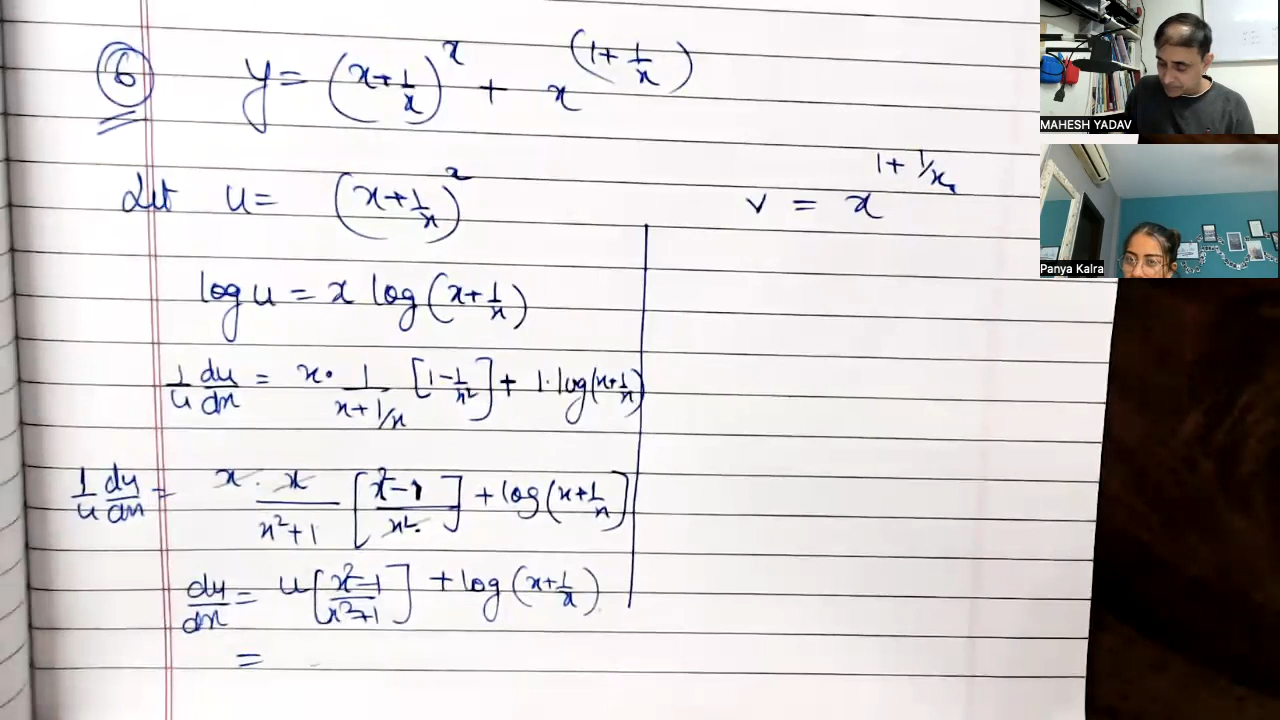 6 y = (x+1/x)^x + x^(1+1/x)
Let u = (x+1/x)^x
v = x^1+1/x
log u = x log(x+1/x)
1/u du/dx = x·1/x+1/x [1-1/x²] + 1·log(x+1/x)
1/u du/dx = x·x/x²+1 [x²-1/x²] + log(x+1/x)
du/dx = u[x²-1/x²+1] + log(x+1/x)
=
MAHESH YADAV
Panya Kalra